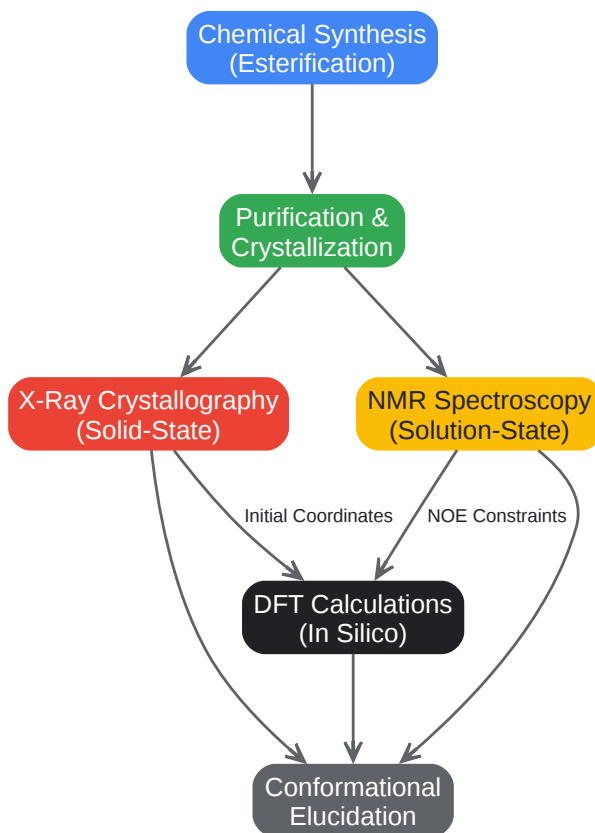 Chemical Synthesis
(Esterification)
Purification &
Crystallization
X-Ray Crystallography
(Solid-State)
NMR Spectroscopy
(Solution-State)
Initial Coordinates
NOE Constraints
DFT Calculations
(In Silico)
Conformational
Elucidation